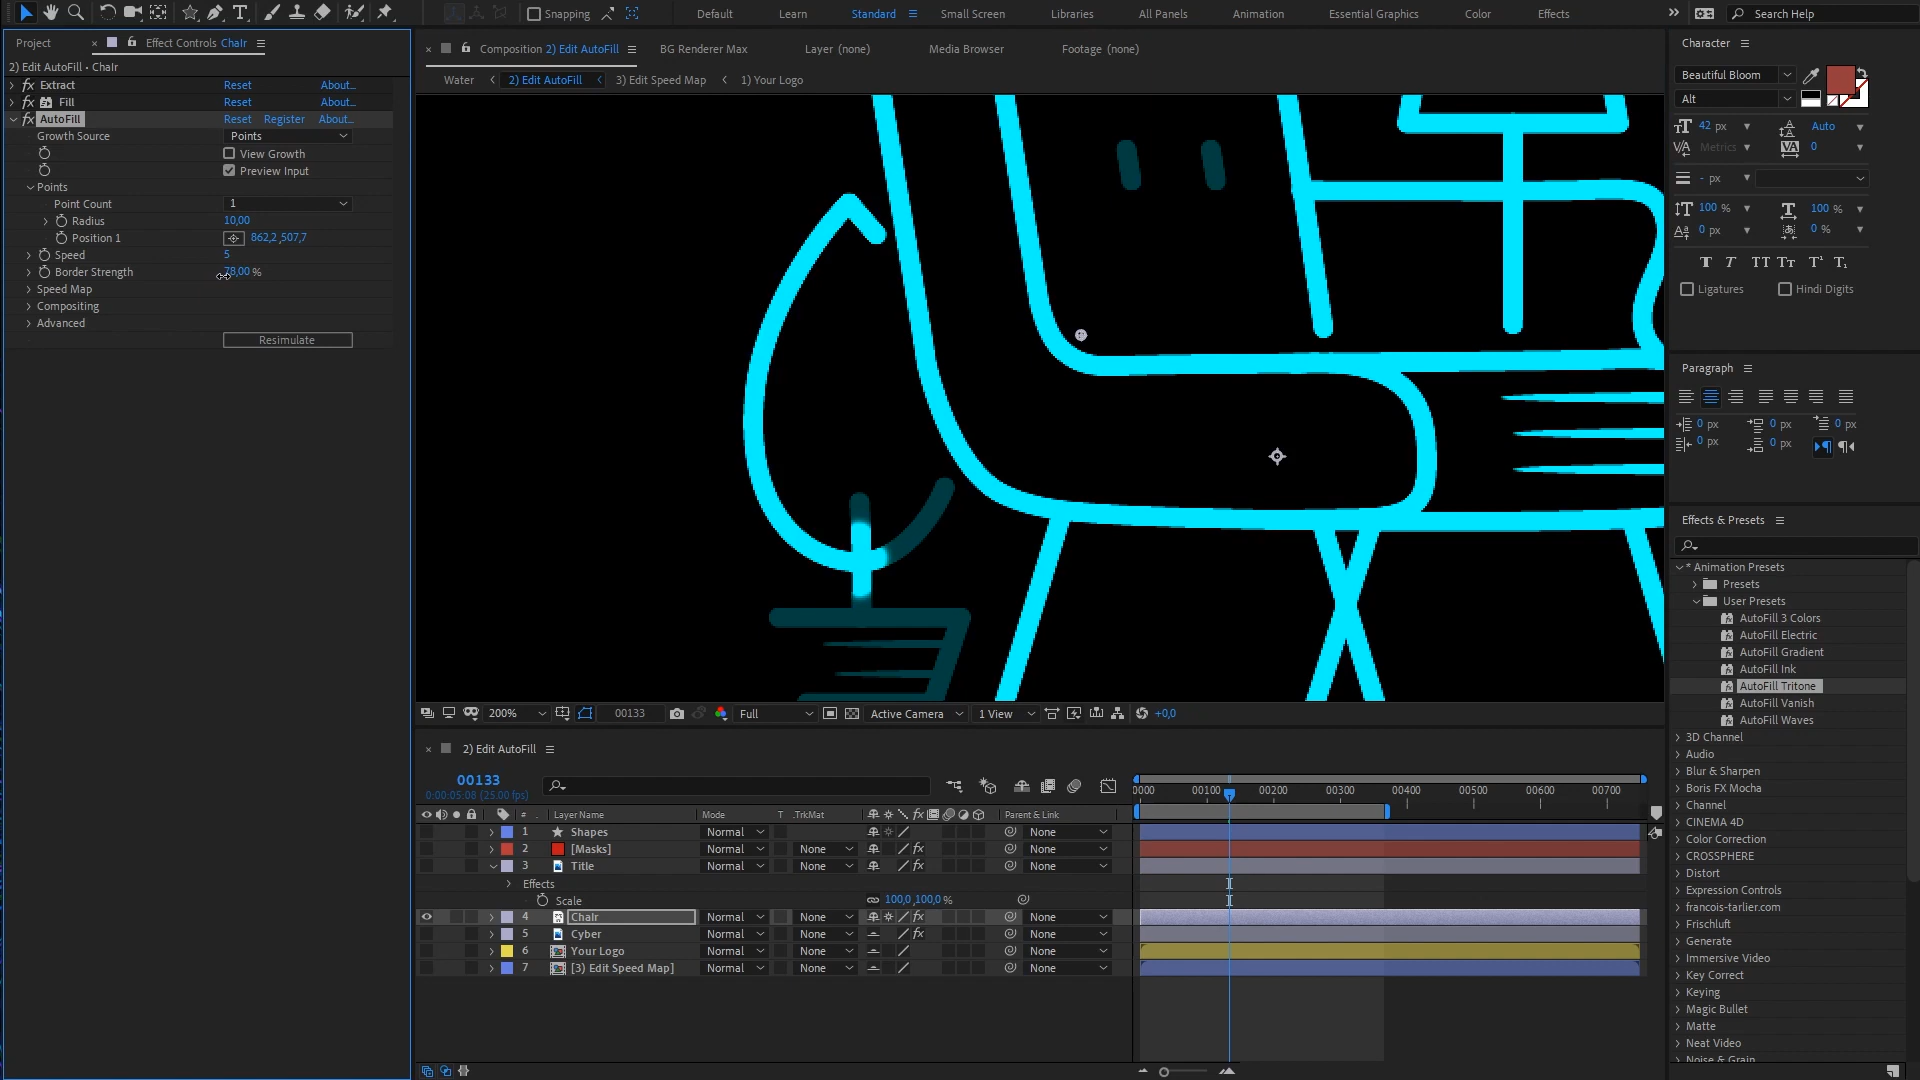 Snapping
Default
Learn
Standard
Small Screen
Libraries
All Panels
Animation
Essential Graphics
Color
Effects
Search Help
Project
Effect Controls Chair
2) Edit AutoFill • Chair
Extract Reset About...
Fill Reset About...
AutoFill Reset Register About...
Growth Source Points
View Growth
Preview Input
Points
Point Count 1
Radius 10,00
Position 1 862,2 ,507,7
Speed 5
Border Strength 78,00 %
Speed Map
Compositing
Advanced
Resimulate
Composition 2) Edit AutoFill
BG Renderer Max
Layer (none)
Media Browser
Footage (none)
Water 2) Edit AutoFill 3) Edit Speed Map 1) Your Logo
200% 00133 Full Active Camera 1 View +0,0
2) Edit AutoFill
00133
0:00:05:08 (25.00 fps)
0000 00100 00200 00300 00400 00500 00600 00700
# Layer Name Mode T .TrkMat Parent & Link
1 Shapes Normal None
2 [Masks] Normal None None
3 Title Normal None None
Effects
Scale 100,0 ,100,0 %
4 Chair Normal None None
5 Cyber Normal None None
6 Your Logo Normal None None
7 [3) Edit Speed Map] Normal None None
Character
Beautiful Bloom
Alt
42 px Auto
Metrics 0
- px
100 % 100 %
0 px 0 %
Ligatures Hindi Digits
Paragraph
0 px 0 px 0 px
0 px 0 px
Effects & Presets
* Animation Presets
Presets
User Presets
AutoFill 3 Colors
AutoFill Electric
AutoFill Gradient
AutoFill Ink
AutoFill Tritone
AutoFill Vanish
AutoFill Waves
3D Channel
Audio
Blur & Sharpen
Boris FX Mocha
Channel
CINEMA 4D
Color Correction
CROSSPHERE
Distort
Expression Controls
francois-tarlier.com
Frischluft
Generate
Immersive Video
Key Correct
Keying
Magic Bullet
Matte
Neat Video
Noise & Grain